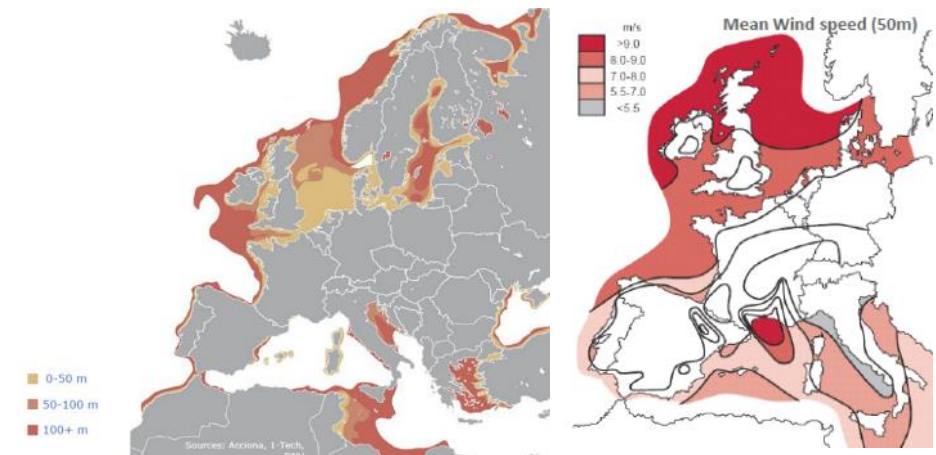 0-50 m
50-100 m
100+ m
Sources: Acciona, 1-Tech,
Mean Wind speed (50m)
m/s
>9.0
8.0-9.0
7.0-8.0
5.5-7.0
<5.5